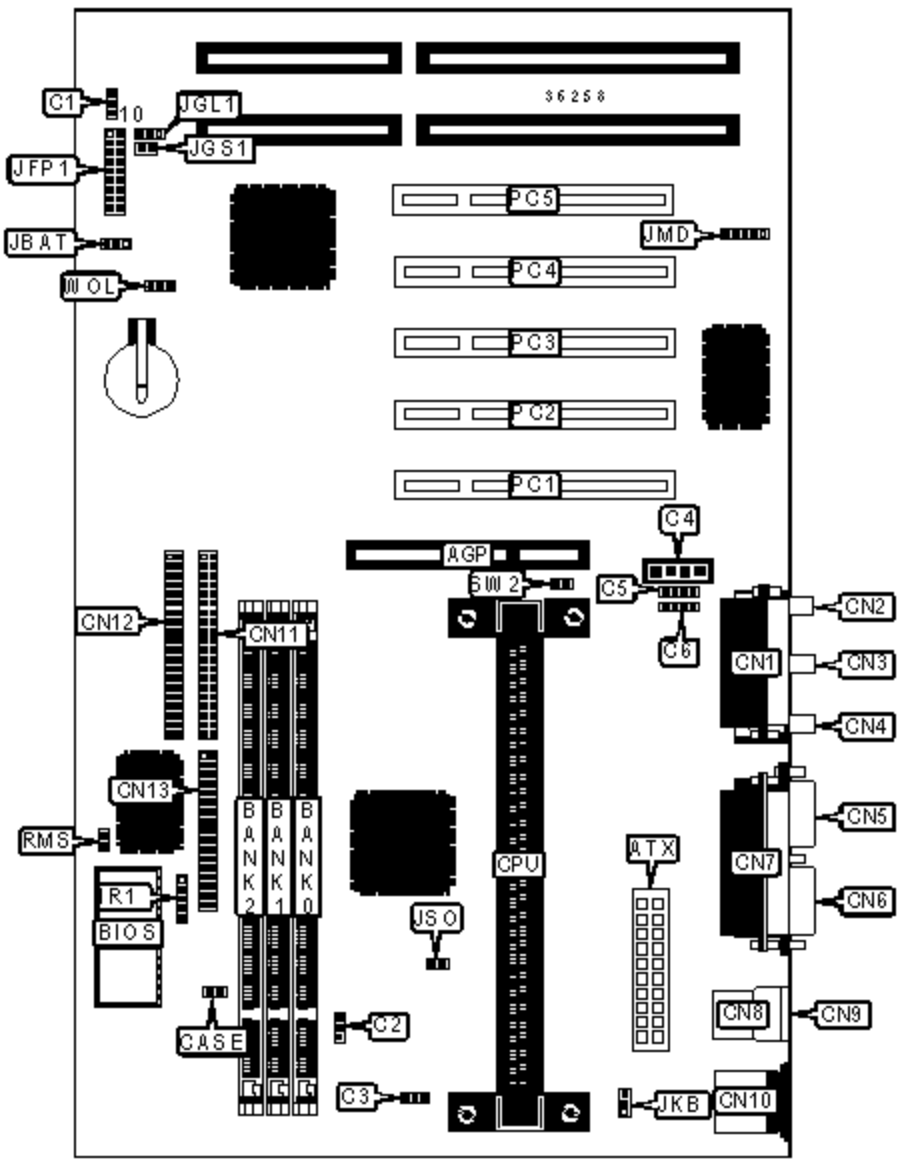 36258
C1
10
JGL1
JGS1
JFP1
PC5
JMD
JBAT
PC4
WOL
PC3
PC2
PC1
C4
AGP
SW2
C5
CN2
CN12
CN11
C6
CN1
CN3
CN4
CN13
CN5
RMS
BANK2
BANK1
BANK0
CPU
ATX
CN7
R1
CN6
BIOS
JSO
CN8
CN9
C2
CASE
C3
JKB
CN10